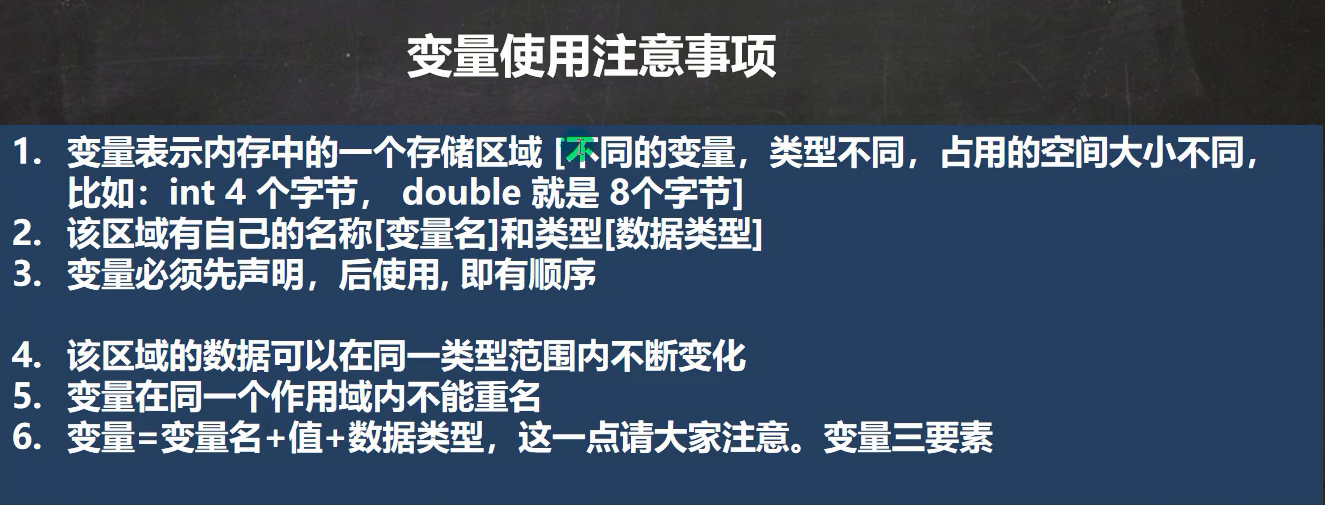 变量使用注意事项
1. 变量表示内存中的一个存储区域 [不同的变量，类型不同，占用的空间大小不同，
比如：int 4 个字节， double 就是 8个字节]
2. 该区域有自己的名称[变量名]和类型[数据类型]
3. 变量必须先声明，后使用, 即有顺序
4. 该区域的数据可以在同一类型范围内不断变化
5. 变量在同一个作用域内不能重名
6. 变量=变量名+值+数据类型，这一点请大家注意。变量三要素